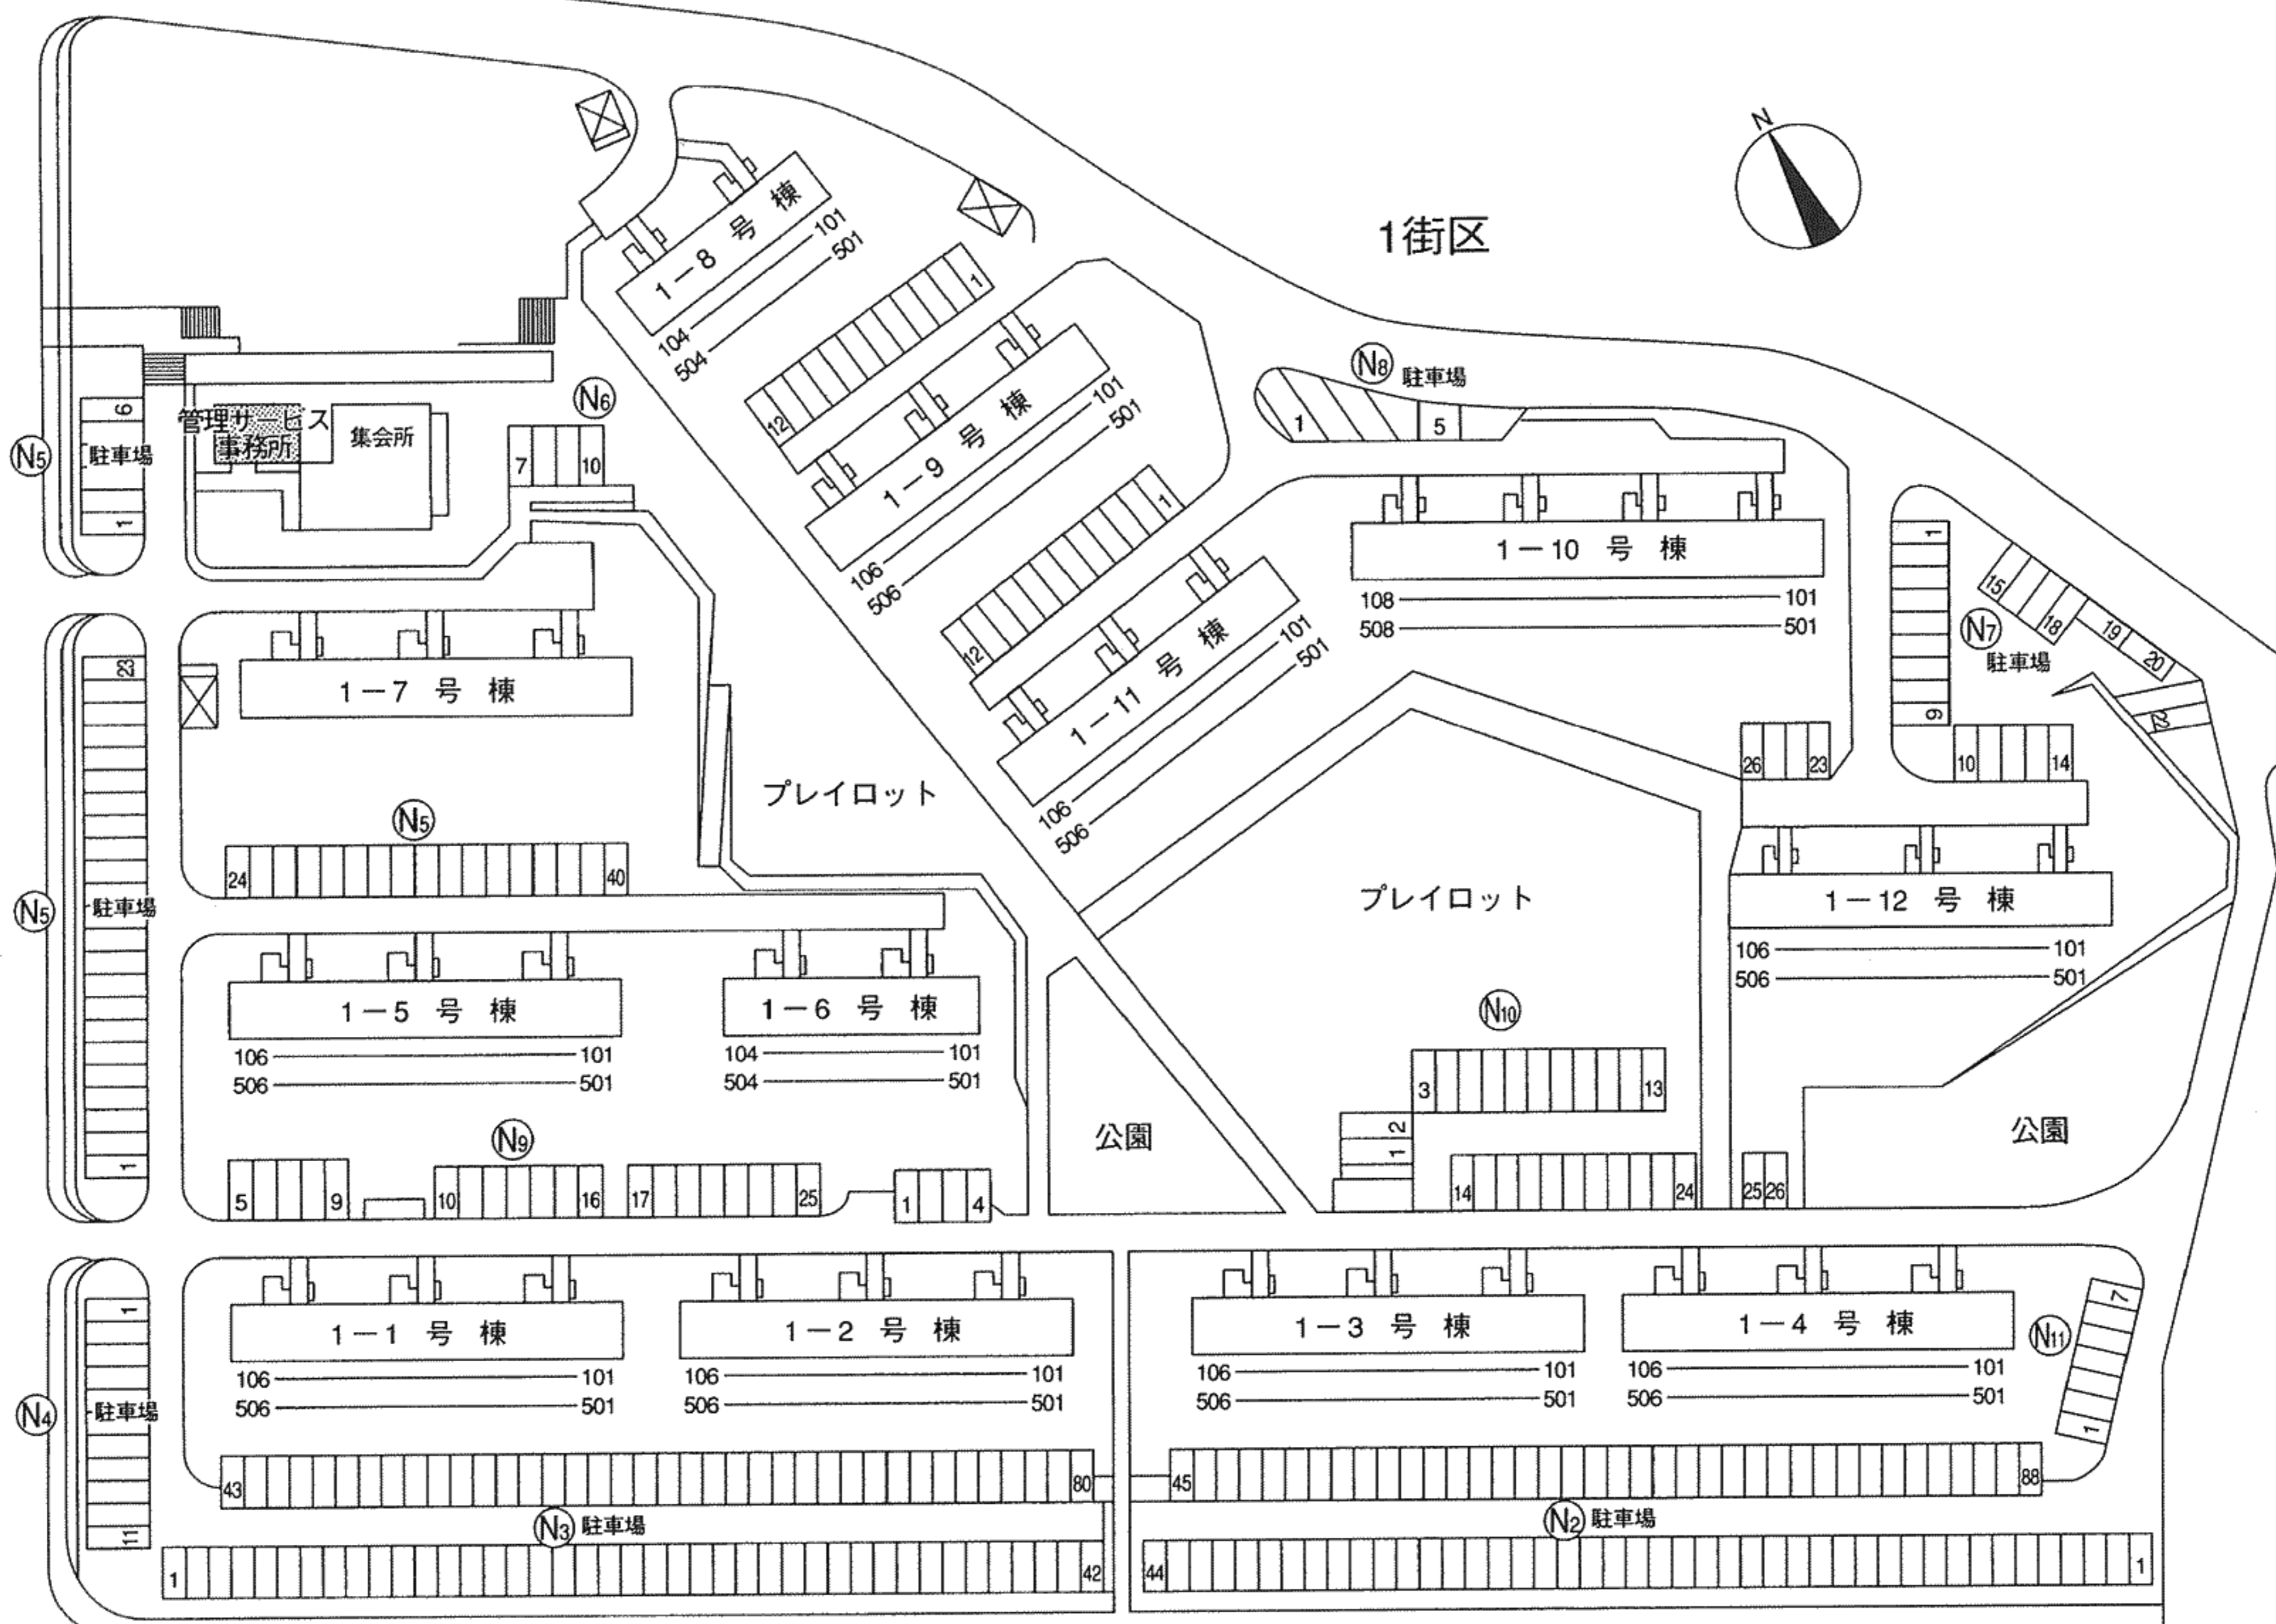 N
1街区
1－8 号 棟
104 101
504 501
1
12
1－9 号 棟
106 101
506 501
1
12
1－11 号 棟
106 101
506 501
N8 駐車場
1 5
1－10 号 棟
108 101
508 501
N6
7 10
管理サービス
事務所
集会所
6
N5 駐車場
1
1－7 号 棟
23
N5 駐車場
1
N5
24 40
プレイロット
1
9
15
18
19
20
22
N7
駐車場
26 23
10 14
1－12 号 棟
106 101
506 501
プレイロット
1－5 号 棟
106 101
506 501
1－6 号 棟
104 101
504 501
N10
3 13
2
1
14 24
25 26
公園
公園
N9
5 9
10 16
17 25
1 4
1－1 号 棟
106 101
506 501
1－2 号 棟
106 101
506 501
1－3 号 棟
106 101
506 501
1－4 号 棟
106 101
506 501
N11
7
1
1
N4 駐車場
11
43 80
N3 駐車場
1 42
45 88
N2 駐車場
44 1